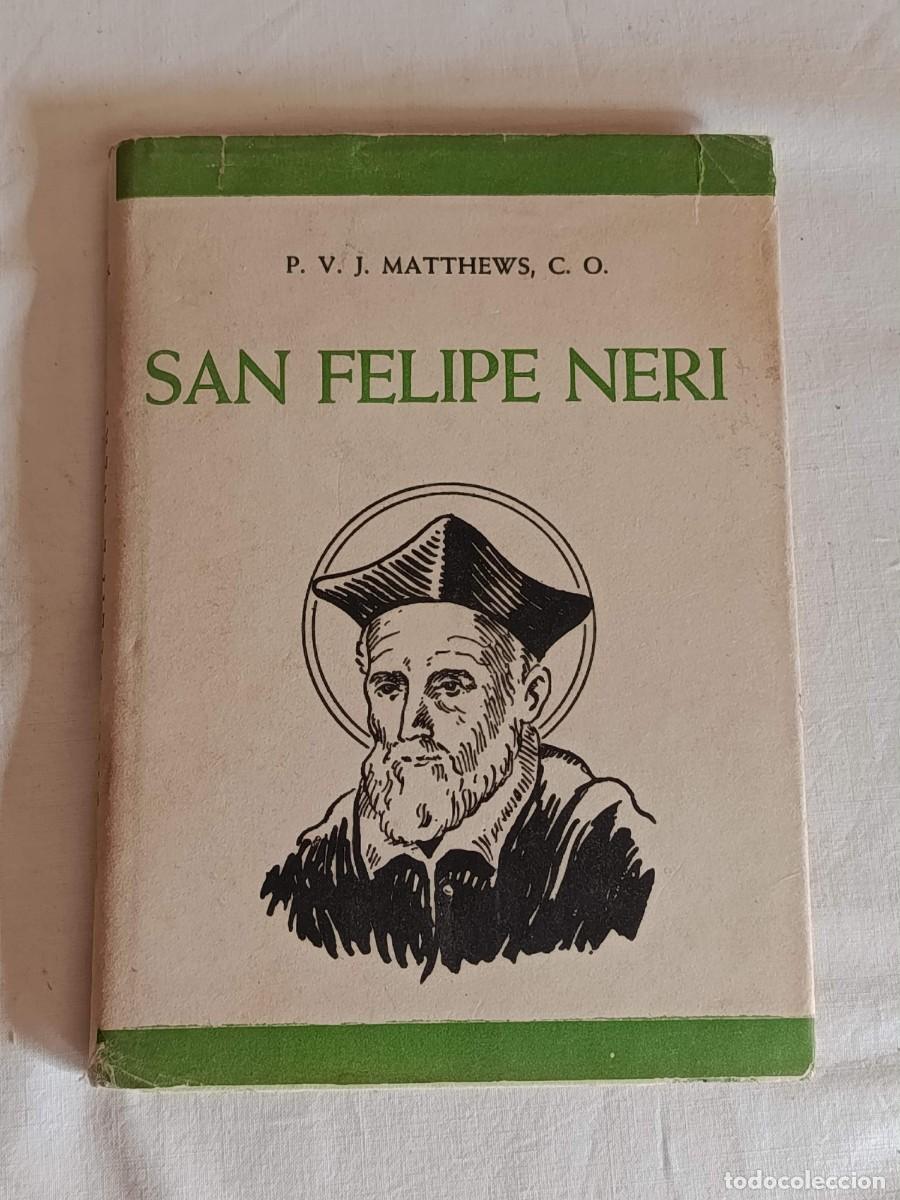 P. V. J. MATTHEWS, C. O.
SAN FELIPE NERI
todocoleccion